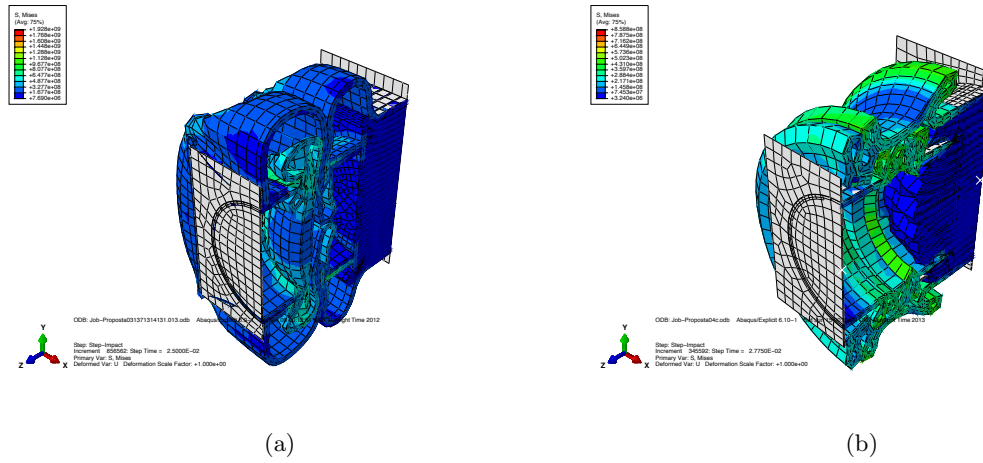 S, Mises
(Avg: 75%)
+1.928e+09
+1.768e+09
+1.608e+09
+1.448e+09
+1.288e+09
+1.128e+09
+9.677e+08
+8.077e+08
+6.477e+08
+4.877e+08
+3.277e+08
+1.677e+08
+7.690e+06
ODB: Job-Proposta031371314131.013.odb Abaqus/ Time 2012
Step: Step-Impact
Increment 856562: Step Time = 2.5000E-02
Primary Var: S, Mises
Deformed Var: U Deformation Scale Factor: +1.000e+00
Y
Z
X
(a)
S, Mises
(Avg: 75%)
+8.588e+08
+7.875e+08
+7.162e+08
+6.449e+08
+5.736e+08
+5.023e+08
+4.310e+08
+3.597e+08
+2.884e+08
+2.171e+08
+1.458e+08
+7.453e+07
+3.240e+06
ODB: Job-Proposta04c.odb Abaqus/Explicit 6.10-1 Time 2013
Step: Step-Impact
Increment 345592: Step Time = 2.7750E-02
Primary Var: S, Mises
Deformed Var: U Deformation Scale Factor: +1.000e+00
Y
Z
X
(b)